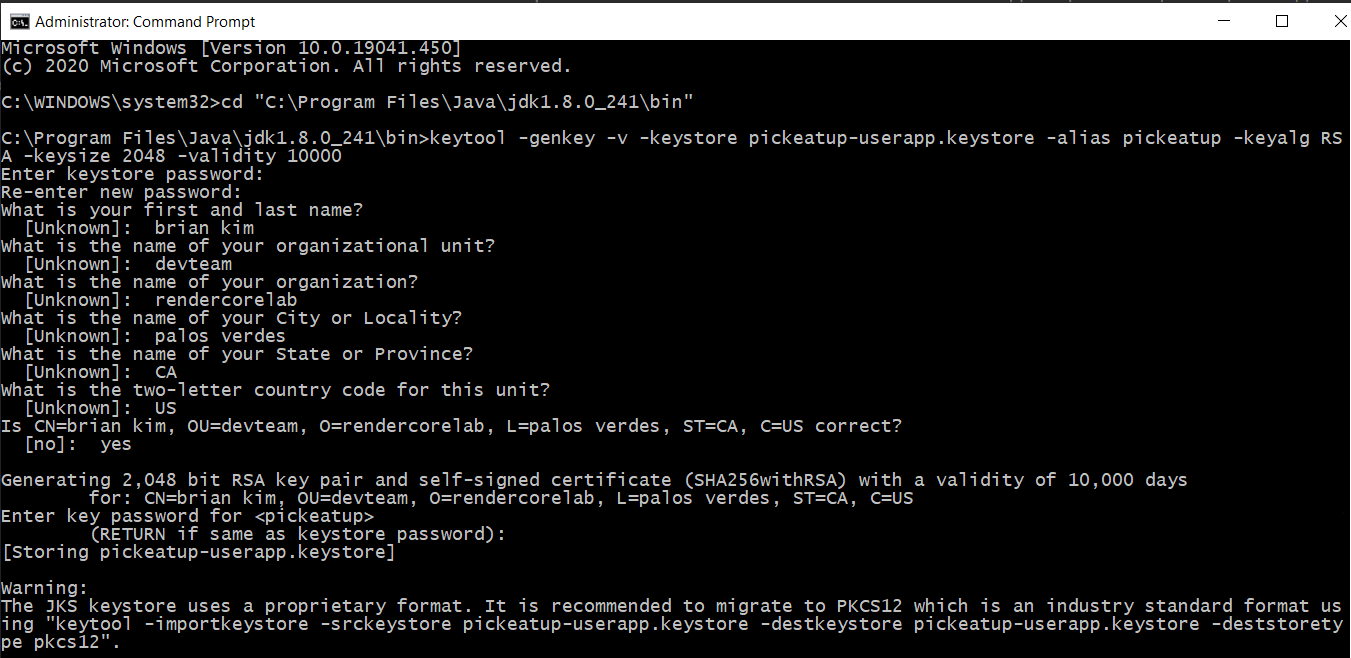 Administrator: Command Prompt
Microsoft Windows [Version 10.0.19041.450]
(c) 2020 Microsoft Corporation. All rights reserved.
C:\WINDOWS\system32>cd "C:\Program Files\Java\jdk1.8.0_241\bin"
C:\Program Files\Java\jdk1.8.0_241\bin>keytool -genkey -v -keystore pickeatup-userapp.keystore -alias pickeatup -keyalg RS
A -keysize 2048 -validity 10000
Enter keystore password:
Re-enter new password:
What is your first and last name?
  [Unknown]:  brian kim
What is the name of your organizational unit?
  [Unknown]:  devteam
What is the name of your organization?
  [Unknown]:  rendercorelab
What is the name of your City or Locality?
  [Unknown]:  palos verdes
What is the name of your State or Province?
  [Unknown]:  CA
What is the two-letter country code for this unit?
  [Unknown]:  US
Is CN=brian kim, OU=devteam, O=rendercorelab, L=palos verdes, ST=CA, C=US correct?
  [no]:  yes
Generating 2,048 bit RSA key pair and self-signed certificate (SHA256withRSA) with a validity of 10,000 days
        for: CN=brian kim, OU=devteam, O=rendercorelab, L=palos verdes, ST=CA, C=US
Enter key password for <pickeatup>
        (RETURN if same as keystore password):
[Storing pickeatup-userapp.keystore]
Warning:
The JKS keystore uses a proprietary format. It is recommended to migrate to PKCS12 which is an industry standard format us
ing "keytool -importkeystore -srckeystore pickeatup-userapp.keystore -destkeystore pickeatup-userapp.keystore -deststorety
pe pkcs12".